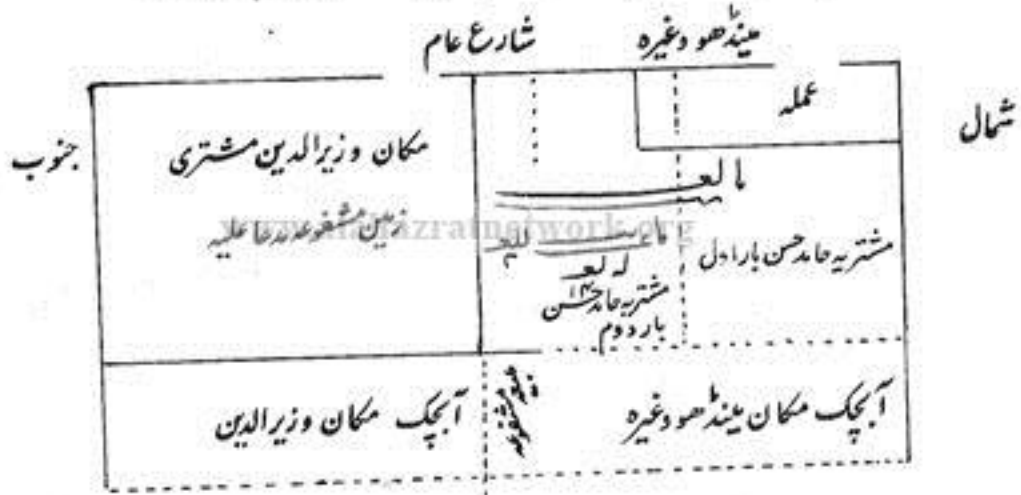 شارع عام
مینڈھو وغیرہ
شمال
عملہ
جنوب
مکان وزیرالدین مشتری
زمین مشفوعہ مدعا علیہ
مشتریہ حامد حسن بار اول
مشتریہ حامد حسن
بار دوم
آبچک مکان مینڈھو وغیرہ
آبچک مکان وزیرالدین